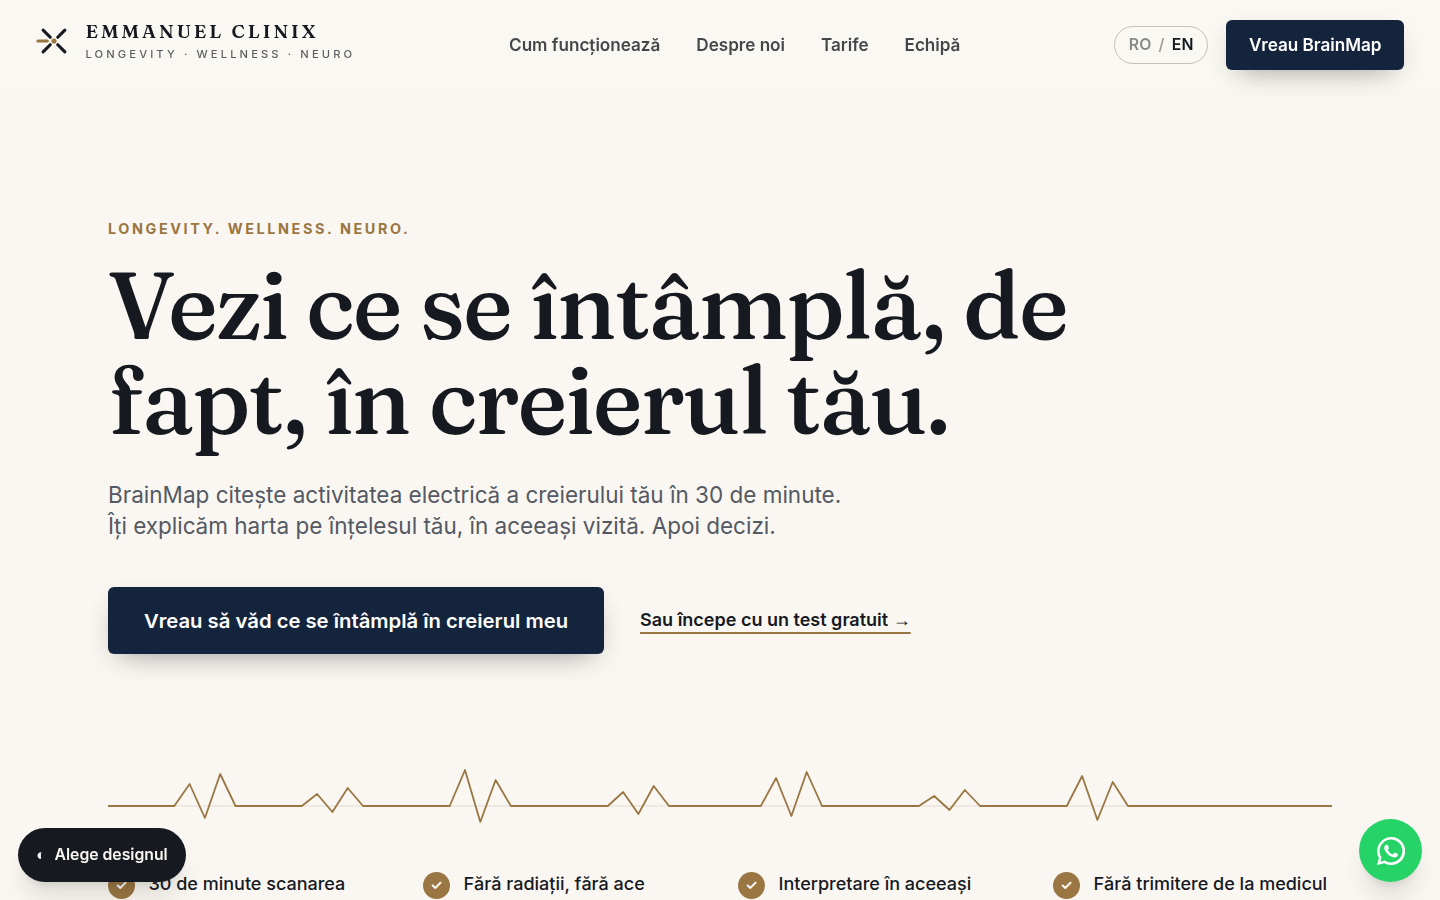 EMMANUEL CLINIX
LONGEVITY · WELLNESS · NEURO
Cum funcționează
Despre noi
Tarife
Echipă
RO / EN
Vreau BrainMap
LONGEVITY. WELLNESS. NEURO.
Vezi ce se întâmplă, de
fapt, în creierul tău.
BrainMap citește activitatea electrică a creierului tău în 30 de minute.
Îți explicăm harta pe înțelesul tău, în aceeași vizită. Apoi decizi.
Vreau să văd ce se întâmplă în creierul meu
Sau începe cu un test gratuit →
Alege designul
30 de minute scanarea
Fără radiații, fără ace
Interpretare în aceeași
Fără trimitere de la medicul